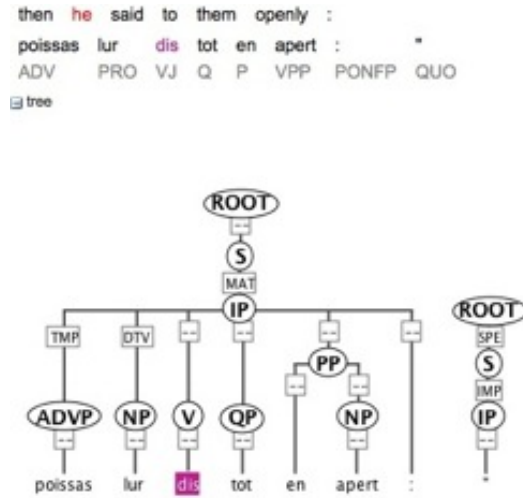 then he said to them openly :
poissas lur dis tot en apert : "
ADV PRO VJ Q P VPP PONFP QUO
tree
ROOT
--
S
MAT
IP ROOT
TMP DTV -- -- -- -- SPE
PP S
-- -- IMP
ADVP NP V QP NP IP
-- -- -- -- -- --
poissas lur dis tot en apert : "